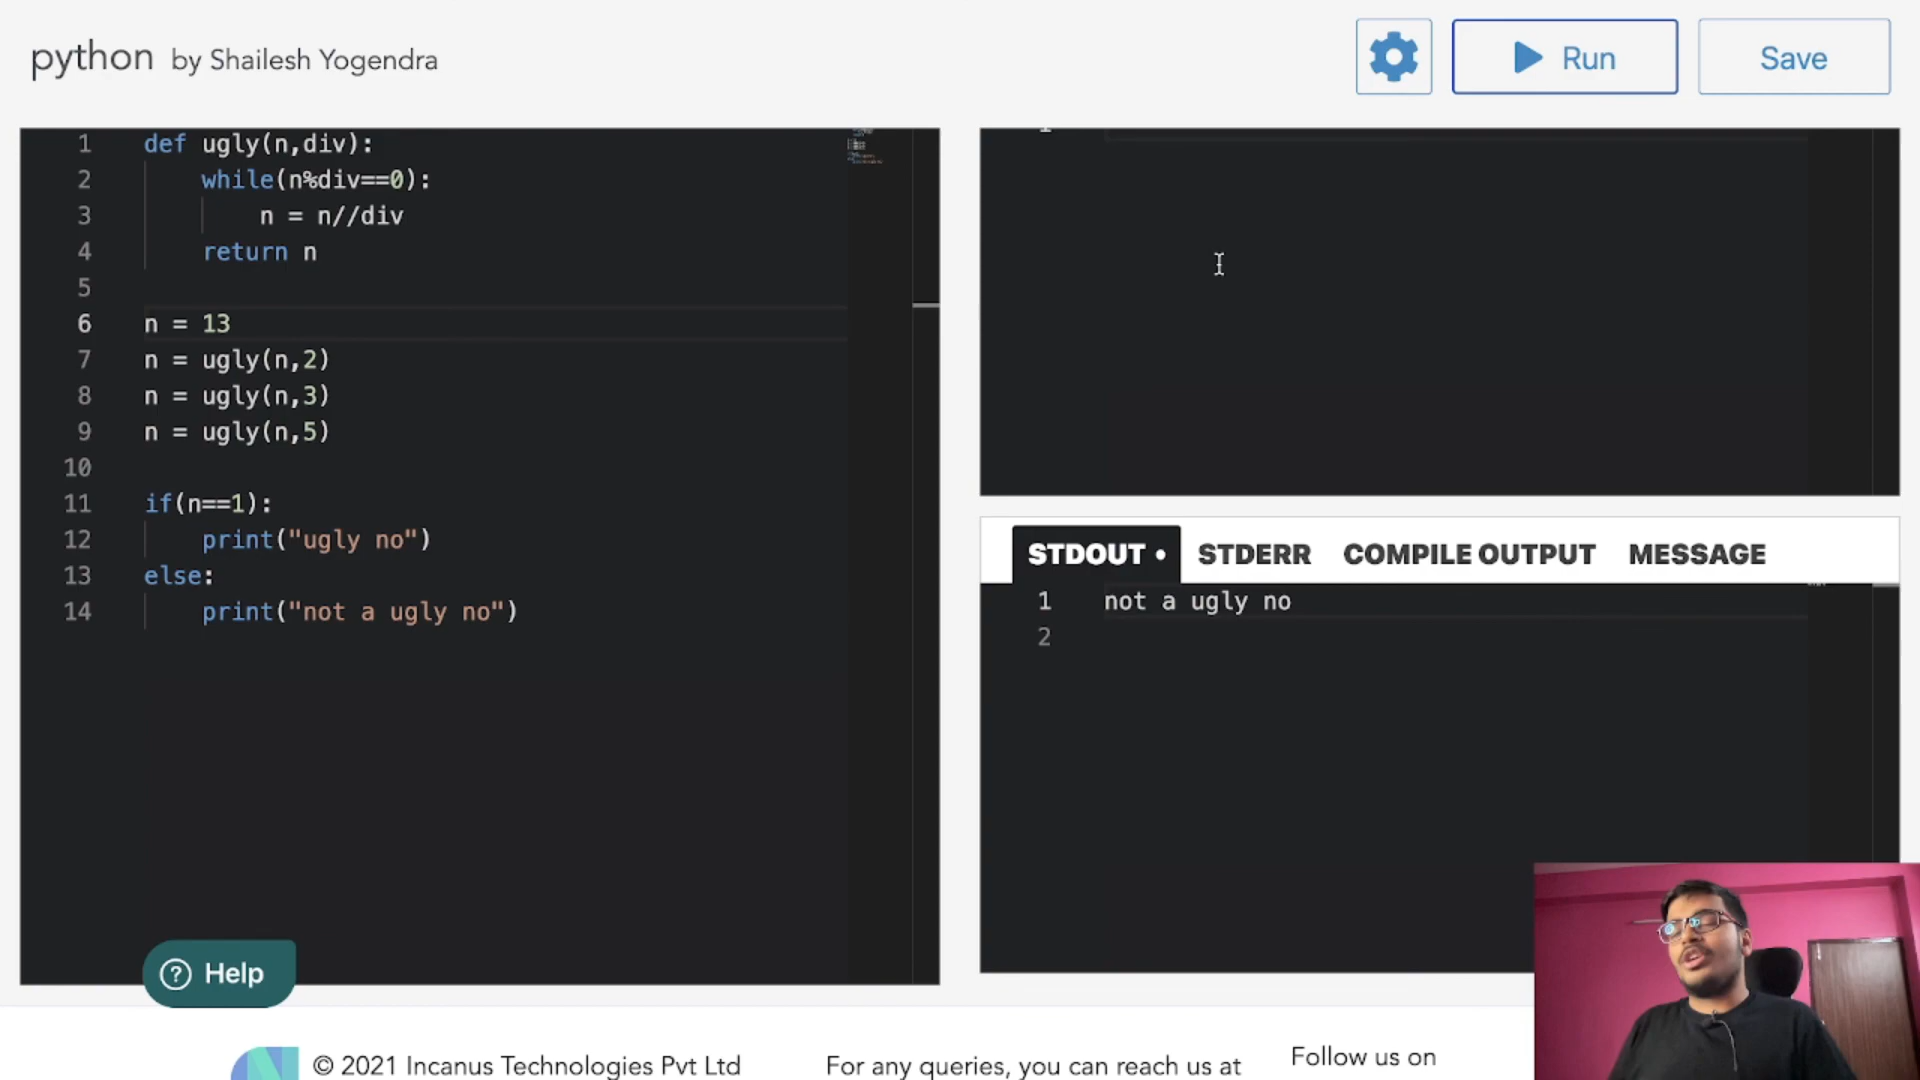 python by Shailesh Yogendra
Run
Save
1 def ugly(n,div):
2 while(n%div==0):
3 n = n//div
4 return n
5
6 n = 13
7 n = ugly(n,2)
8 n = ugly(n,3)
9 n = ugly(n,5)
10
11 if(n==1):
12 print("ugly no")
13 else:
14 print("not a ugly no")
STDOUT • STDERR COMPILE OUTPUT MESSAGE
1 not a ugly no
2
? Help
© 2021 Incanus Technologies Pvt Ltd
For any queries, you can reach us at
Follow us on